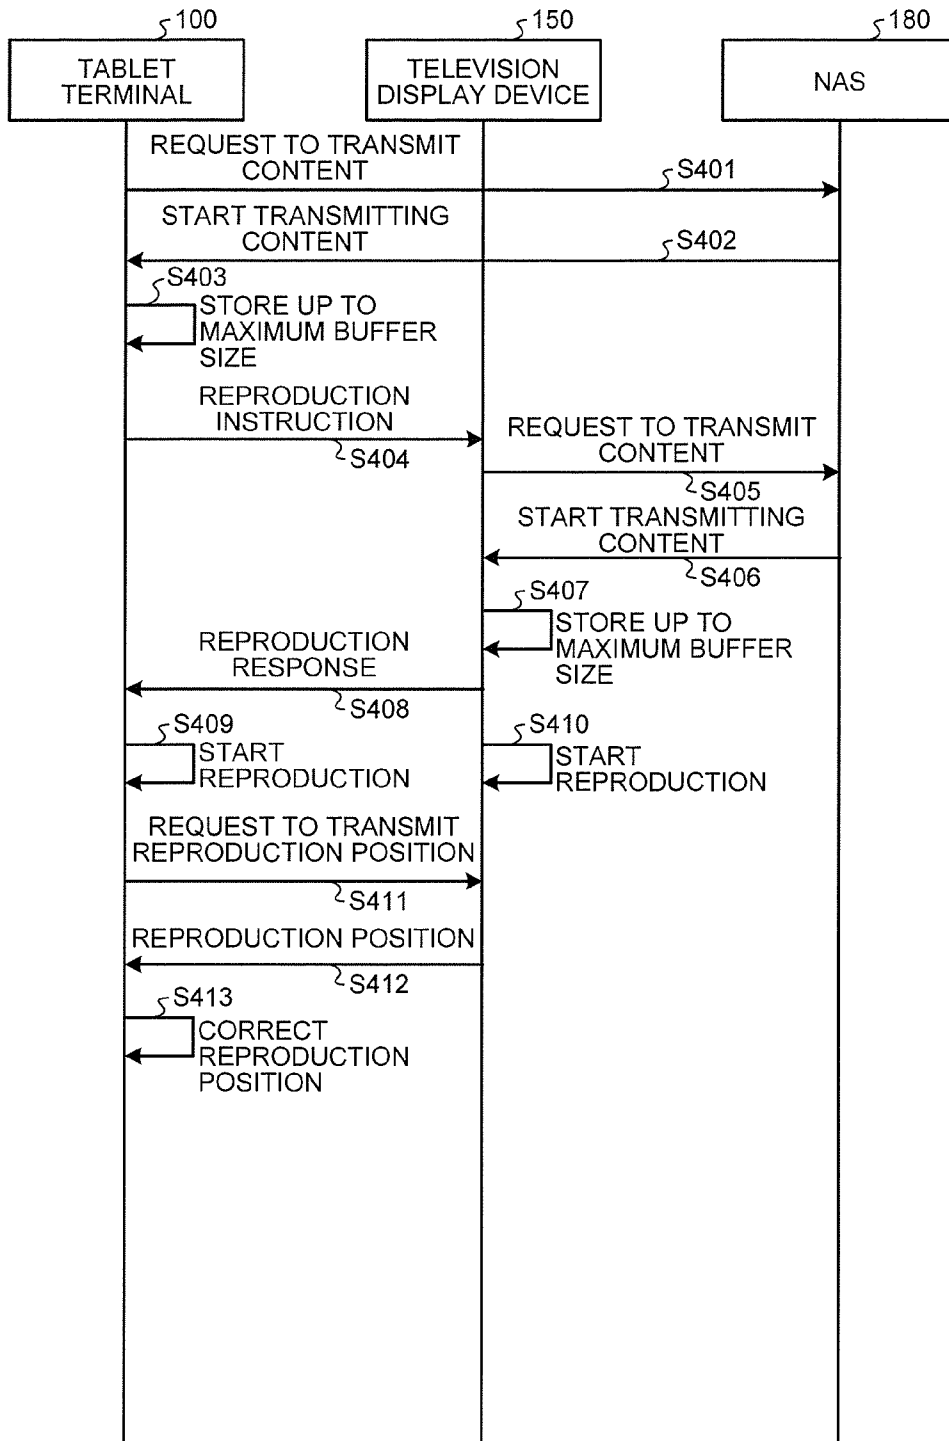 100
150
180
TABLET
TERMINAL
TELEVISION
DISPLAY DEVICE
NAS
REQUEST TO TRANSMIT
CONTENT
S401
START TRANSMITTING
CONTENT
S402
S403
STORE UP TO
MAXIMUM BUFFER
SIZE
REPRODUCTION
INSTRUCTION
S404
REQUEST TO TRANSMIT
CONTENT
S405
START TRANSMITTING
CONTENT
S406
S407
STORE UP TO
MAXIMUM BUFFER
SIZE
REPRODUCTION
RESPONSE
S408
S409
START
REPRODUCTION
S410
START
REPRODUCTION
REQUEST TO TRANSMIT
REPRODUCTION POSITION
S411
REPRODUCTION POSITION
S412
S413
CORRECT
REPRODUCTION
POSITION